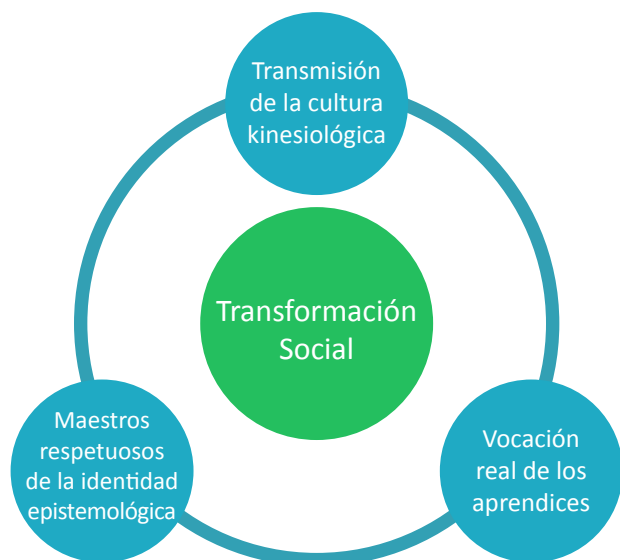 Transmisión
de la cultura
kinesiológica
Transformación
Social
Maestros
respetuosos
de la identidad
epistemológica
Vocación
real de los
aprendices